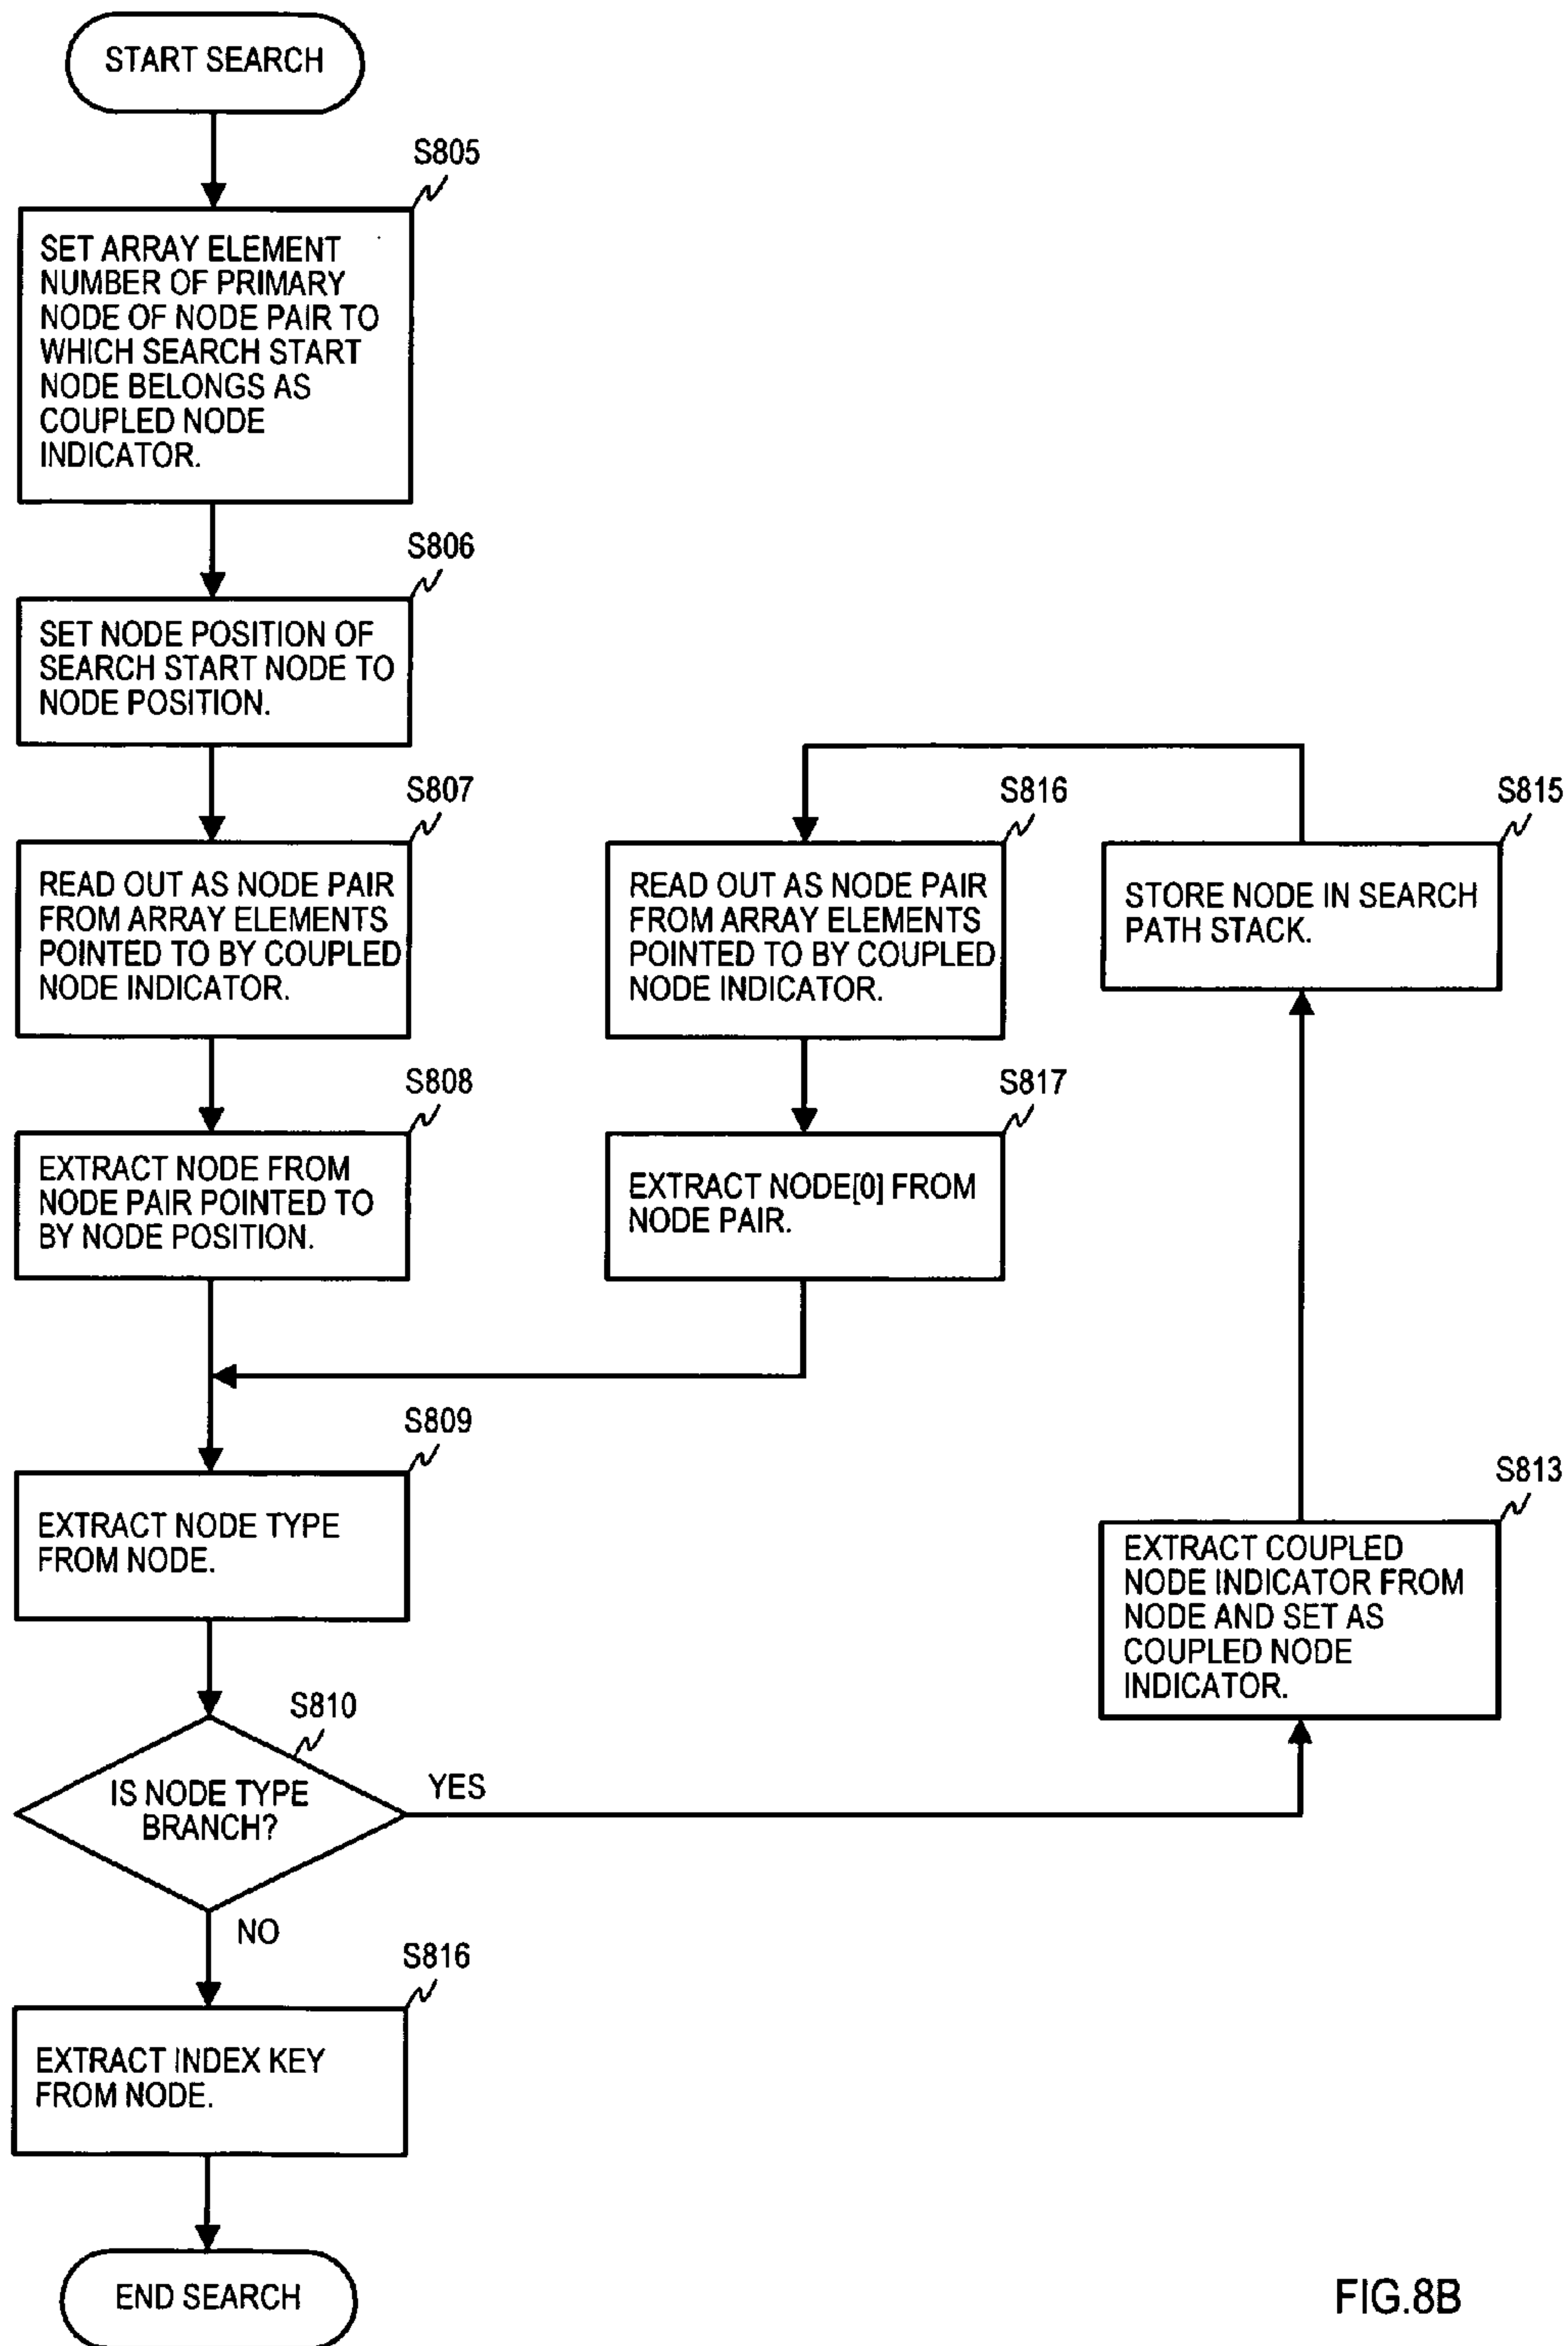 START SEARCH
S805
SET ARRAY ELEMENT
NUMBER OF PRIMARY
NODE OF NODE PAIR TO
WHICH SEARCH START
NODE BELONGS AS
COUPLED NODE
INDICATOR.
S806
SET NODE POSITION OF
SEARCH START NODE TO
NODE POSITION.
S807
READ OUT AS NODE PAIR
FROM ARRAY ELEMENTS
POINTED TO BY COUPLED
NODE INDICATOR.
S816
READ OUT AS NODE PAIR
FROM ARRAY ELEMENTS
POINTED TO BY COUPLED
NODE INDICATOR.
S815
STORE NODE IN SEARCH
PATH STACK.
S808
EXTRACT NODE FROM
NODE PAIR POINTED TO
BY NODE POSITION.
S817
EXTRACT NODE[0] FROM
NODE PAIR.
S809
EXTRACT NODE TYPE
FROM NODE.
S813
EXTRACT COUPLED
NODE INDICATOR FROM
NODE AND SET AS
COUPLED NODE
INDICATOR.
S810
IS NODE TYPE
BRANCH?
YES
NO
S816
EXTRACT INDEX KEY
FROM NODE.
END SEARCH
FIG.8B